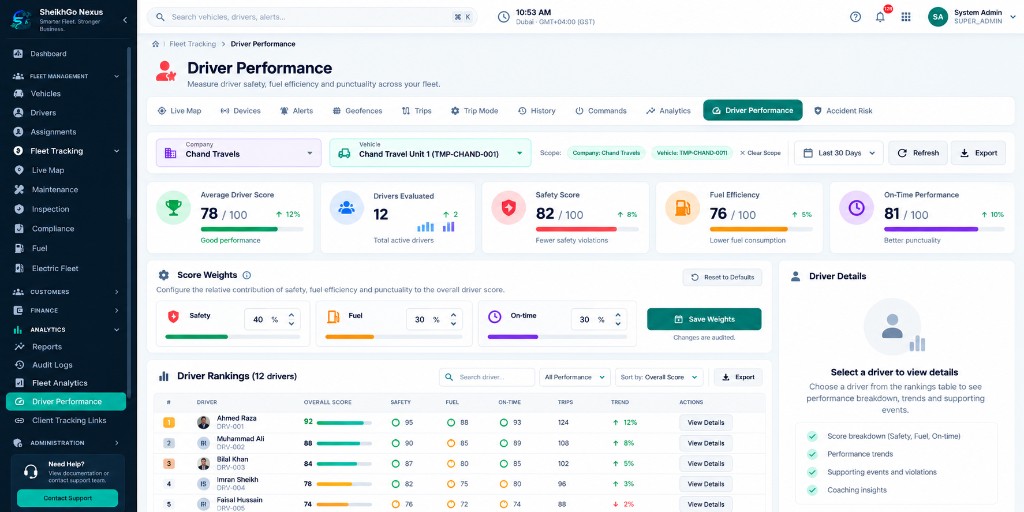 SheikhGo Nexus
Smarter Fleet. Stronger Business.
Search vehicles, drivers, alerts...
⌘ K
10:53 AM
Dubai · GMT+04:00 (GST)
128
SA
System Admin
SUPER_ADMIN
Dashboard
FLEET MANAGEMENT
Vehicles
Drivers
Assignments
Fleet Tracking
Live Map
Maintenance
Inspection
Compliance
Fuel
Electric Fleet
CUSTOMERS
FINANCE
ANALYTICS
Reports
Audit Logs
Fleet Analytics
Driver Performance
Client Tracking Links
ADMINISTRATION
Need Help?
View documentation or
contact support team.
Contact Support
Fleet Tracking > Driver Performance
Driver Performance
Measure driver safety, fuel efficiency and punctuality across your fleet.
Live Map
Devices
Alerts
Geofences
Trips
Trip Mode
History
Commands
Analytics
Driver Performance
Accident Risk
Company
Chand Travels
Vehicle
Chand Travel Unit 1 (TMP-CHAND-001)
Scope:
Company: Chand Travels
Vehicle: TMP-CHAND-0011
× Clear Scope
Last 30 Days
Refresh
Export
Average Driver Score
78 / 100
↑ 12%
Good performance
Drivers Evaluated
12
↑ 2
Total active drivers
Safety Score
82 / 100
↑ 8%
Fewer safety violations
Fuel Efficiency
76 / 100
↑ 5%
Lower fuel consumption
On-Time Performance
81 / 100
↑ 10%
Better punctuality
Score Weights
Reset to Defaults
Configure the relative contribution of safety, fuel efficiency and punctuality to the overall driver score.
Safety
40 %
Fuel
30 %
On-time
30 %
Save Weights
Changes are audited.
Driver Rankings (12 drivers)
Search driver...
All Performance
Sort by: Overall Score
Export
# DRIVER OVERALL SCORE SAFETY FUEL ON-TIME TRIPS TREND ACTIONS
1 Ahmed Raza DRV-001 92 95 88 93 124 ↑ 12% View Details
2 Muhammad Ali DRV-002 88 90 85 89 108 ↑ 8% View Details
3 Bilal Khan DRV-003 84 87 80 85 102 ↑ 5% View Details
4 Imran Sheikh DRV-004 78 82 75 80 96 ↑ 3% View Details
5 Faisal Hussain DRV-005 74 76 72 74 88 ↓ 2% View Details
Driver Details
Select a driver to view details
Choose a driver from the rankings table to see
performance breakdown, trends and supporting
events.
Score breakdown (Safety, Fuel, On-time)
Performance trends
Supporting events and violations
Coaching insights